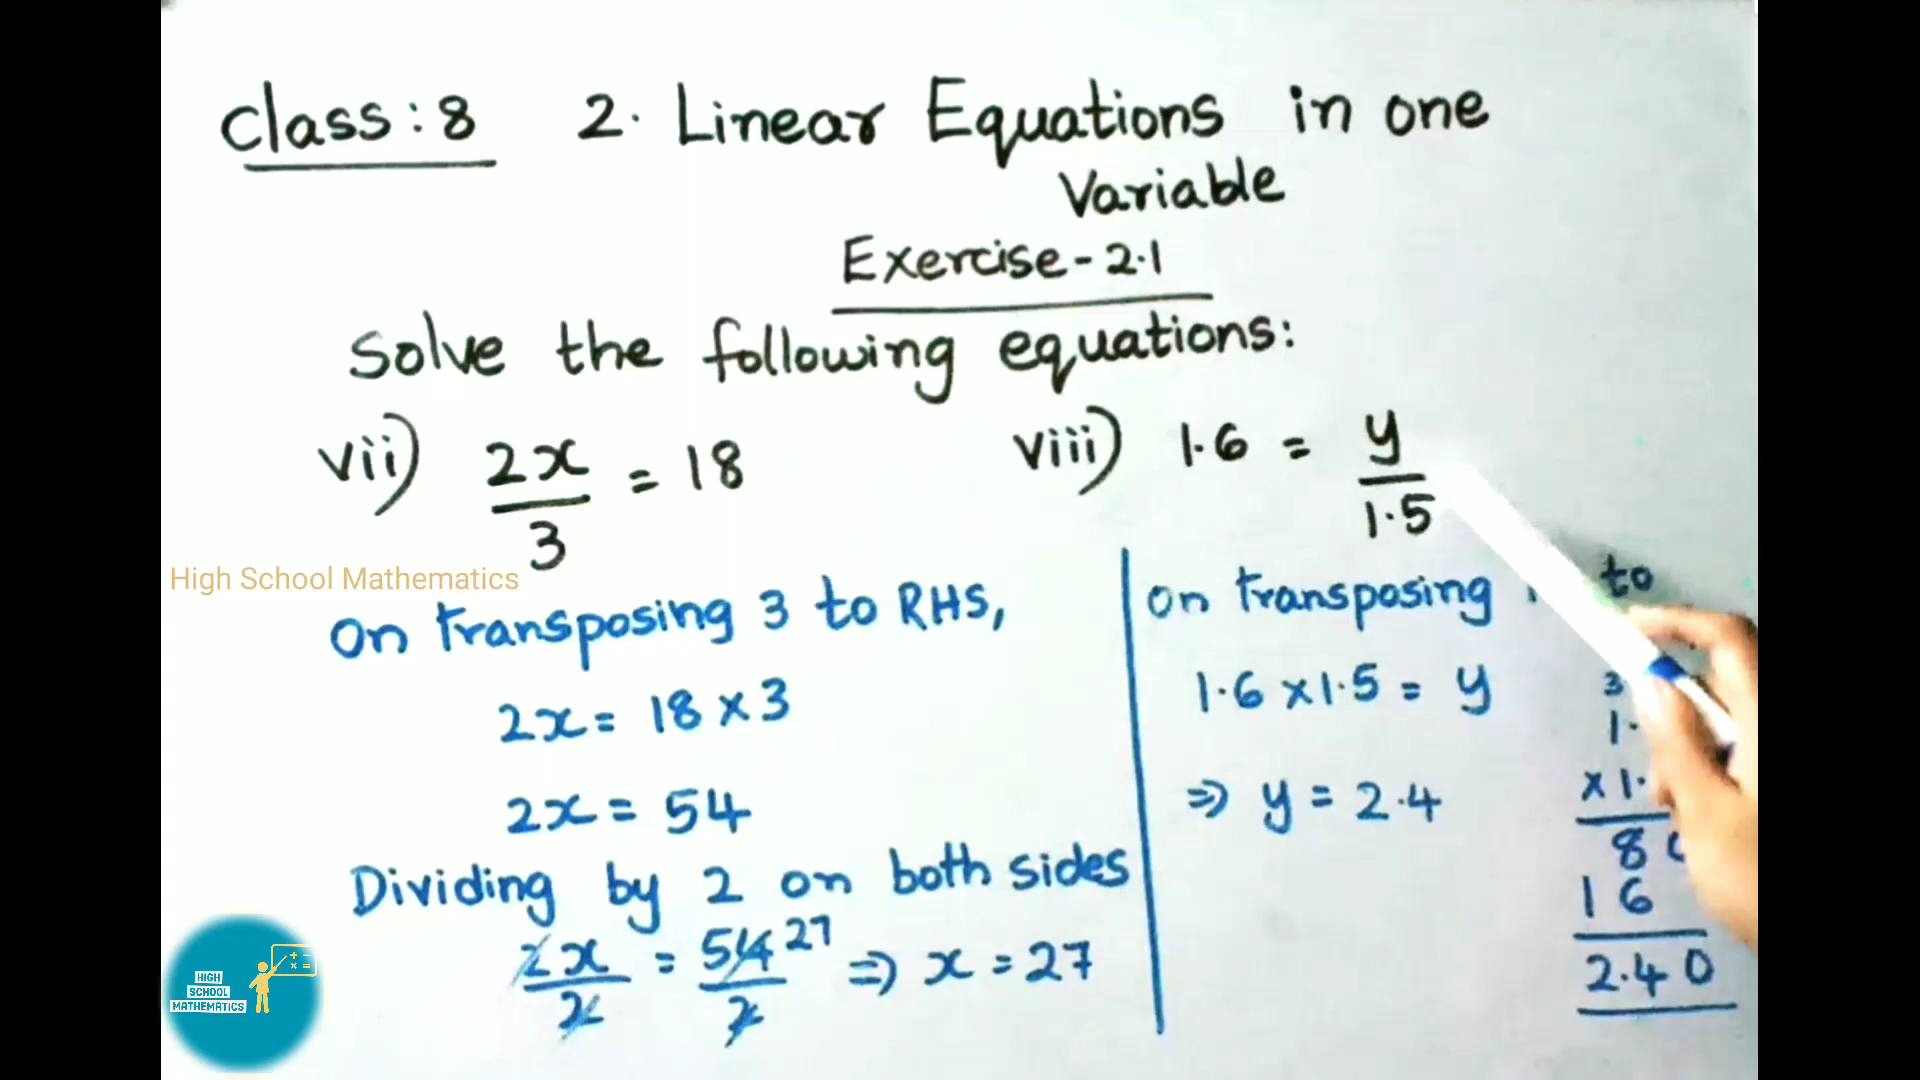 Class: 8 2. Linear Equations in one
Variable
Exercise-2.1
Solve the following equations:
vii) 2x/3 = 18
viii) 1.6 = y/1.5
High School Mathematics
On transposing 3 to RHS,
2x = 18 x 3
2x = 54
Dividing by 2 on both sides
2x/2 = 54/2 27 => x = 27
on transposing to
1.6 x 1.5 = y
=> y = 2.4
3
1.
x 1.
8
16
2.40
HIGH
SCHOOL
MATHEMATICS